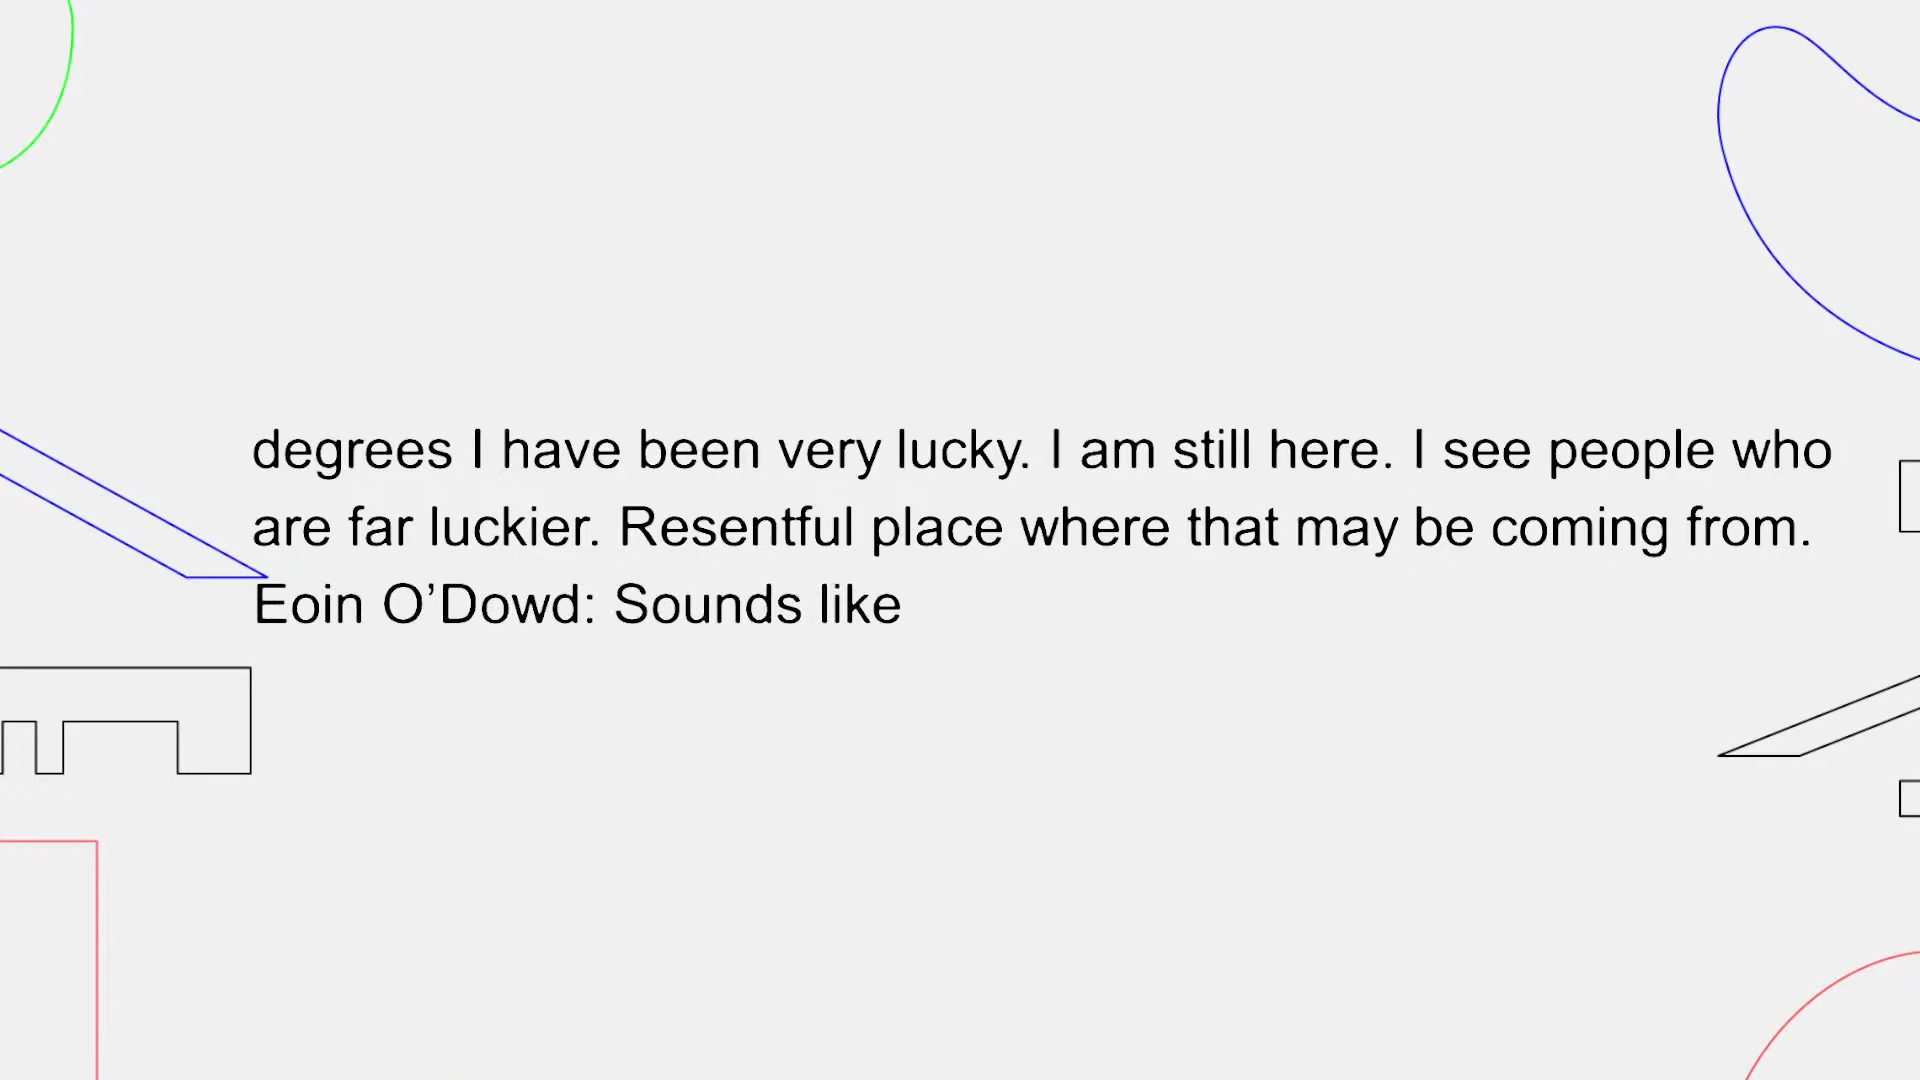 degrees I have been very lucky. I am still here. I see people who
are far luckier. Resentful place where that may be coming from.
Eoin O’Dowd: Sounds like